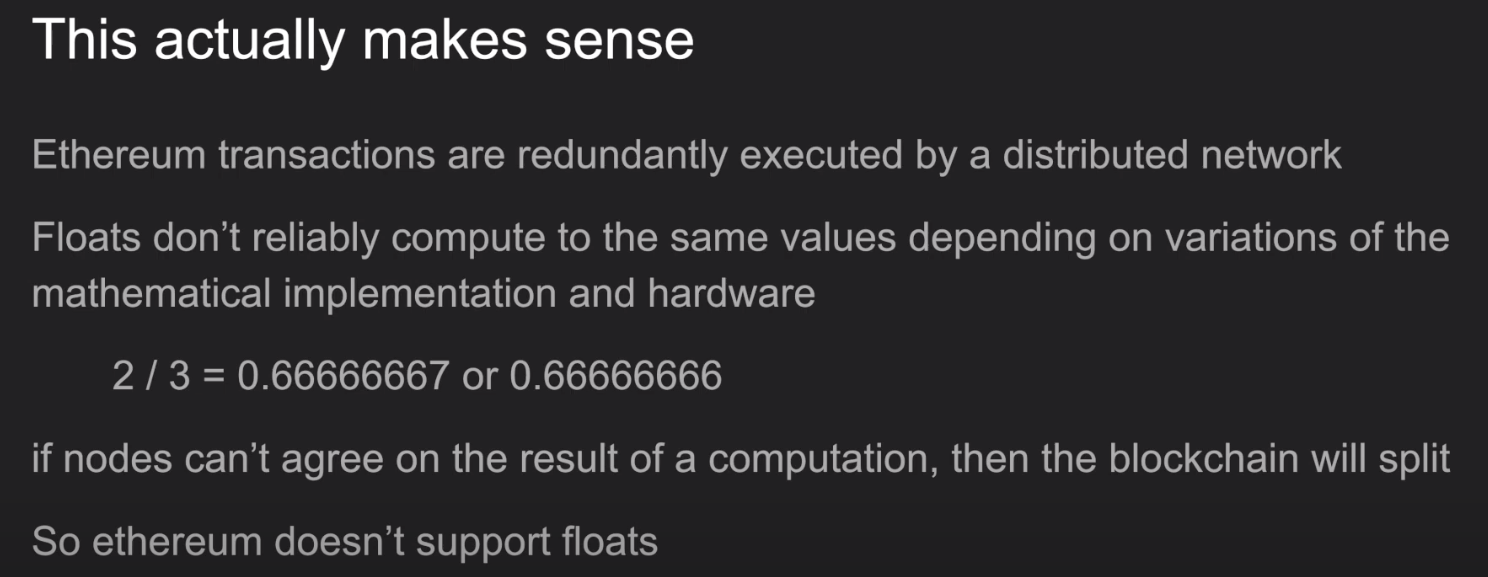 This actually makes sense
Ethereum transactions are redundantly executed by a distributed network
Floats don’t reliably compute to the same values depending on variations of the
mathematical implementation and hardware
2 / 3 = 0.66666667 or 0.66666666
if nodes can’t agree on the result of a computation, then the blockchain will split
So ethereum doesn’t support floats